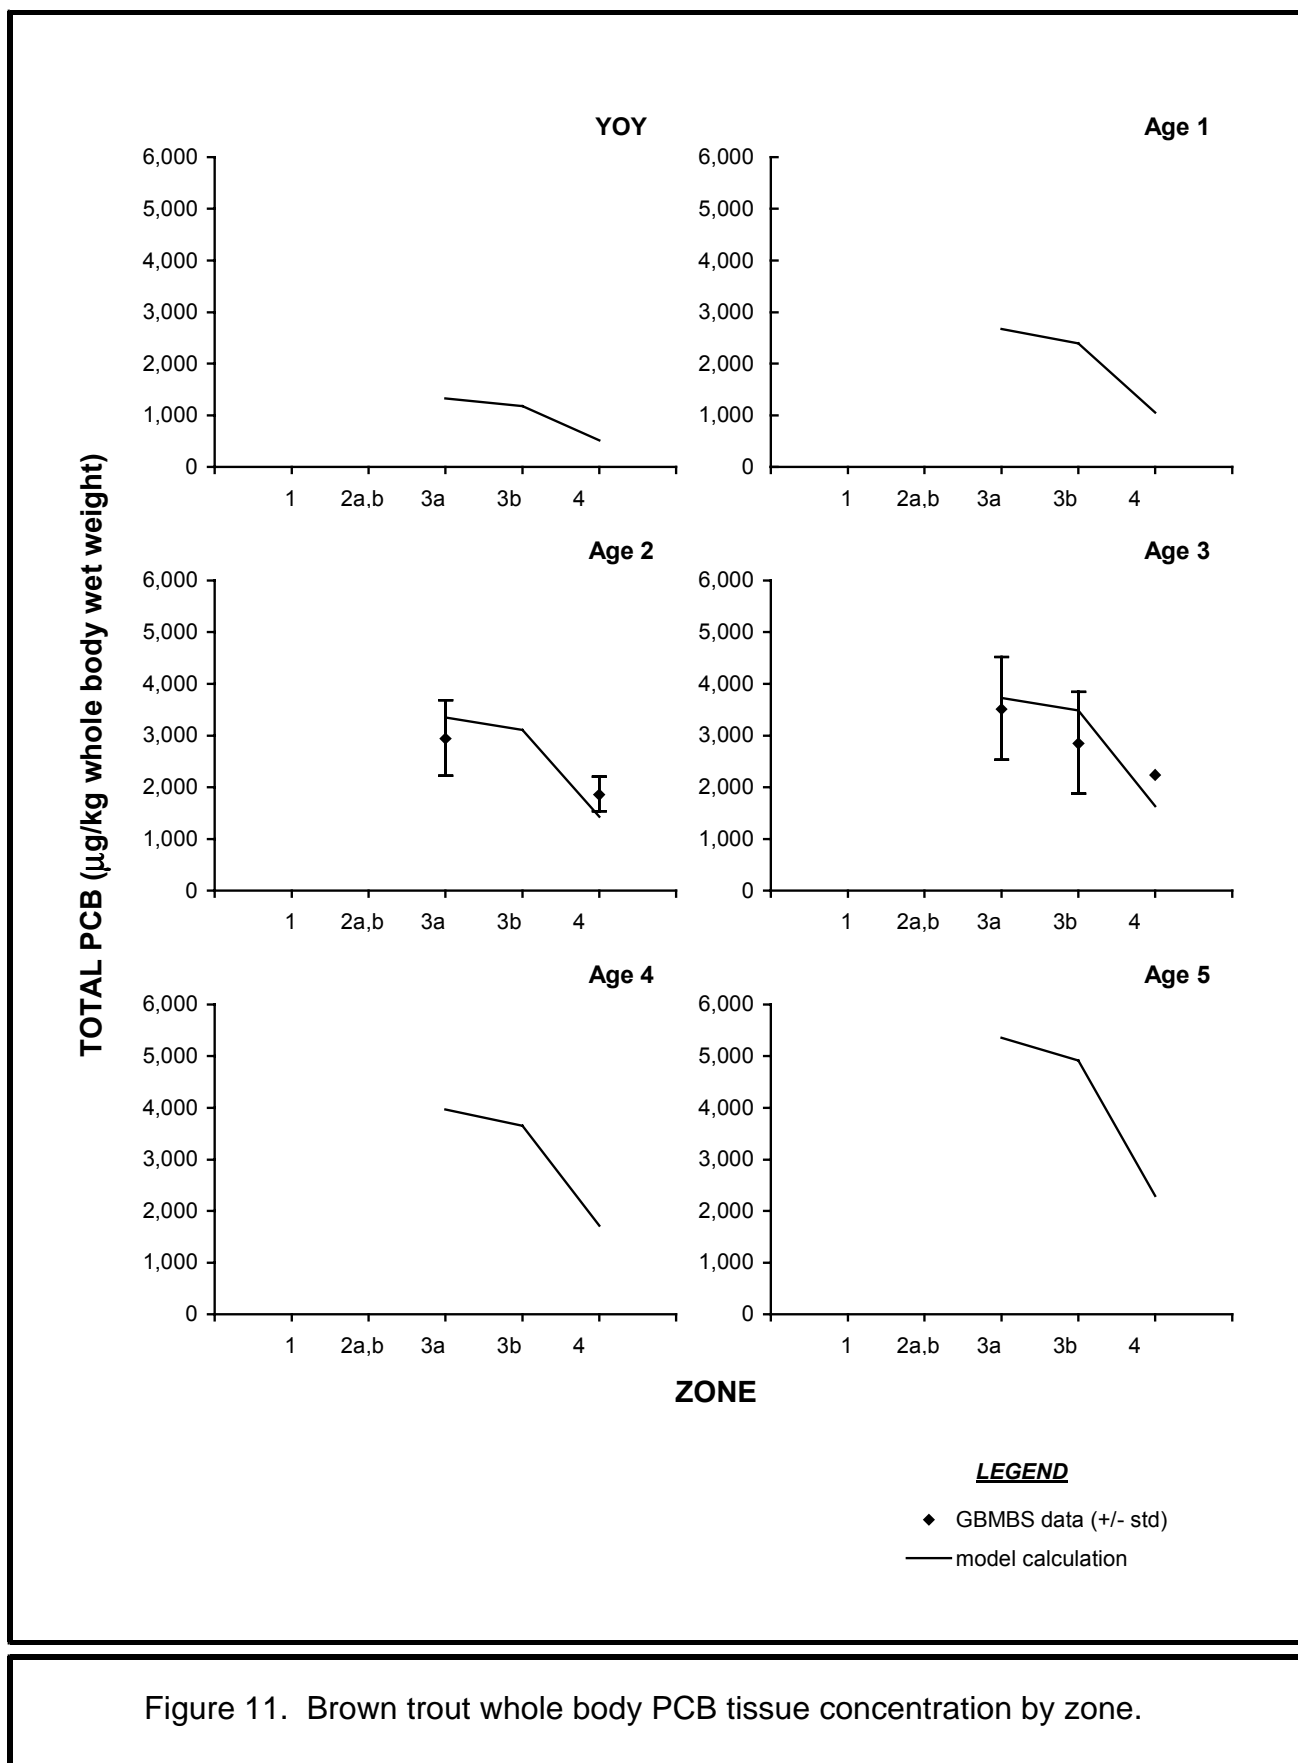 YOY
6,000
5,000
4,000
3,000
2,000
1,000
0
1 2a,b 3a 3b 4
Age 1
6,000
5,000
4,000
3,000
2,000
1,000
0
1 2a,b 3a 3b 4
TOTAL PCB (µg/kg whole body wet weight)
Age 2
6,000
5,000
4,000
3,000
2,000
1,000
0
1 2a,b 3a 3b 4
Age 3
6,000
5,000
4,000
3,000
2,000
1,000
0
1 2a,b 3a 3b 4
Age 4
6,000
5,000
4,000
3,000
2,000
1,000
0
1 2a,b 3a 3b 4
Age 5
6,000
5,000
4,000
3,000
2,000
1,000
0
1 2a,b 3a 3b 4
ZONE
LEGEND
GBMBS data (+/- std)
model calculation
Figure 11. Brown trout whole body PCB tissue concentration by zone.